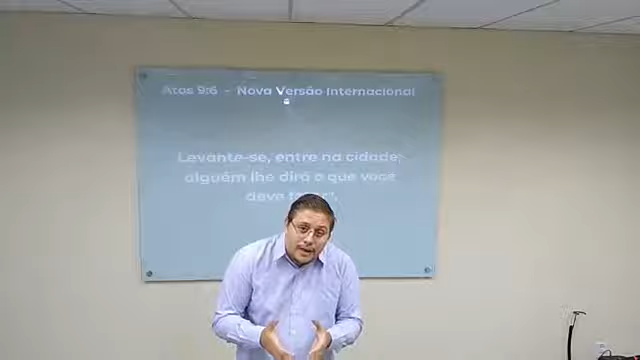 Atos 9:6 - Nova Versão Internacional
Levante-se, entre na cidade;
alguém lhe dirá o que você
deve